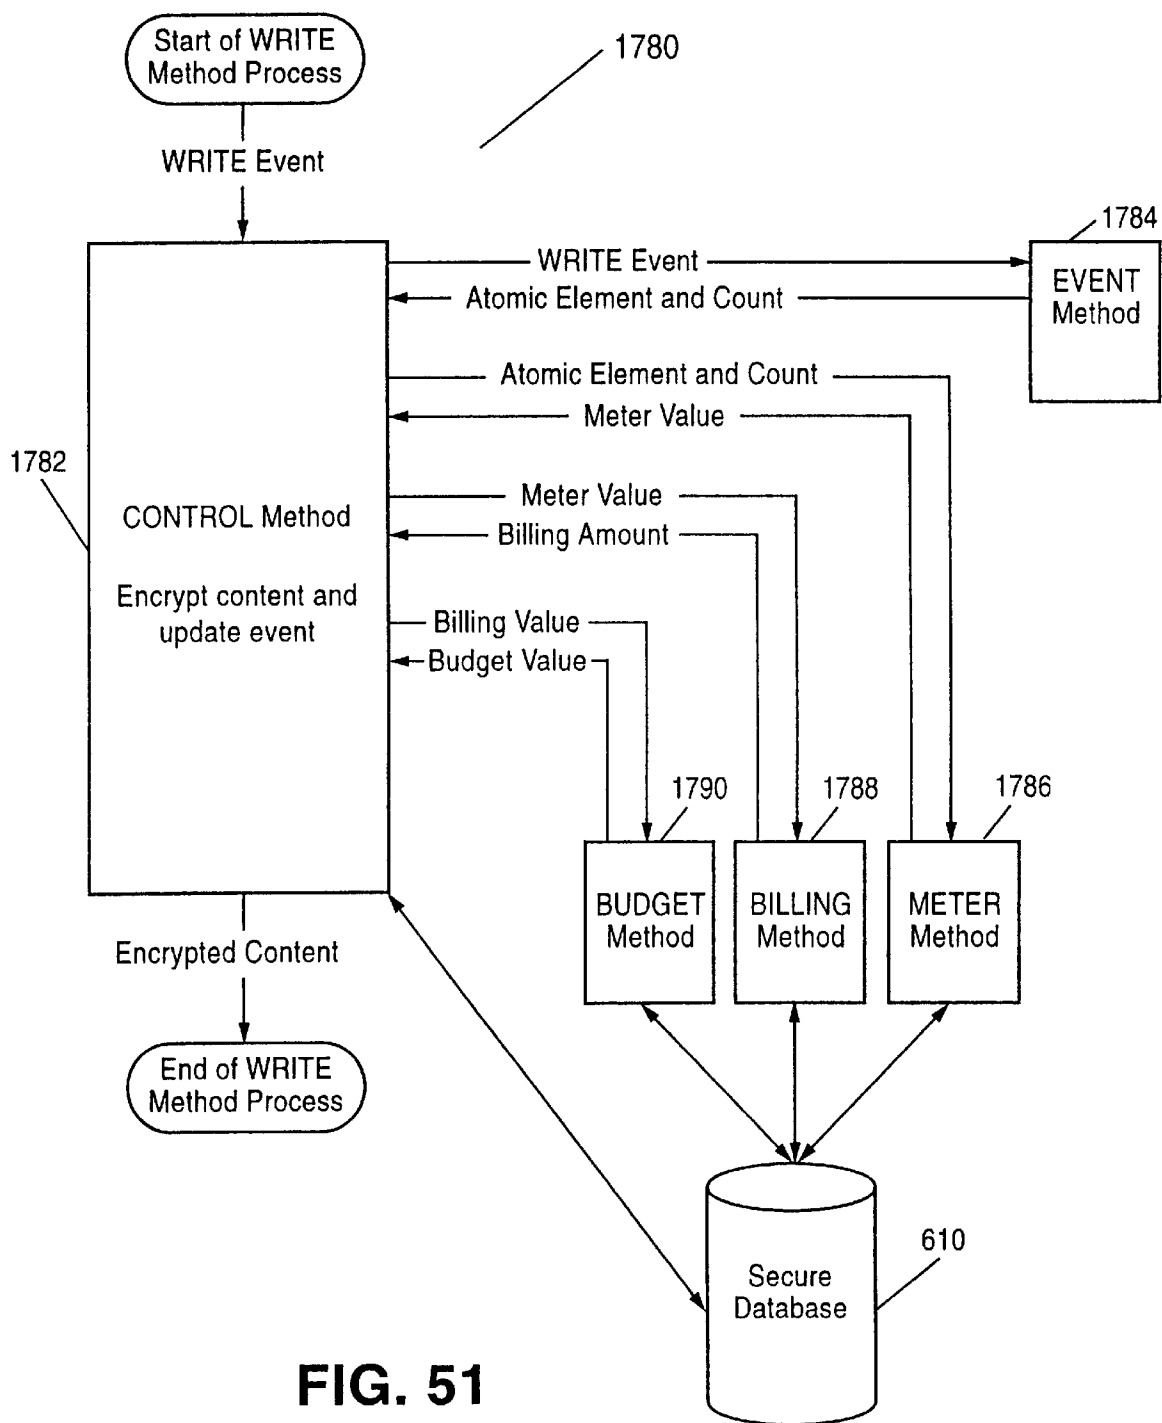 Start of WRITE
Method Process
1780
WRITE Event
1784
WRITE Event
EVENT
Method
Atomic Element and Count
Atomic Element and Count
Meter Value
1782
Meter Value
CONTROL Method
Billing Amount
Encrypt content and
update event
Billing Value
Budget Value
1790
1788
1786
BUDGET
Method
BILLING
Method
METER
Method
Encrypted Content
End of WRITE
Method Process
610
Secure
Database
FIG. 51